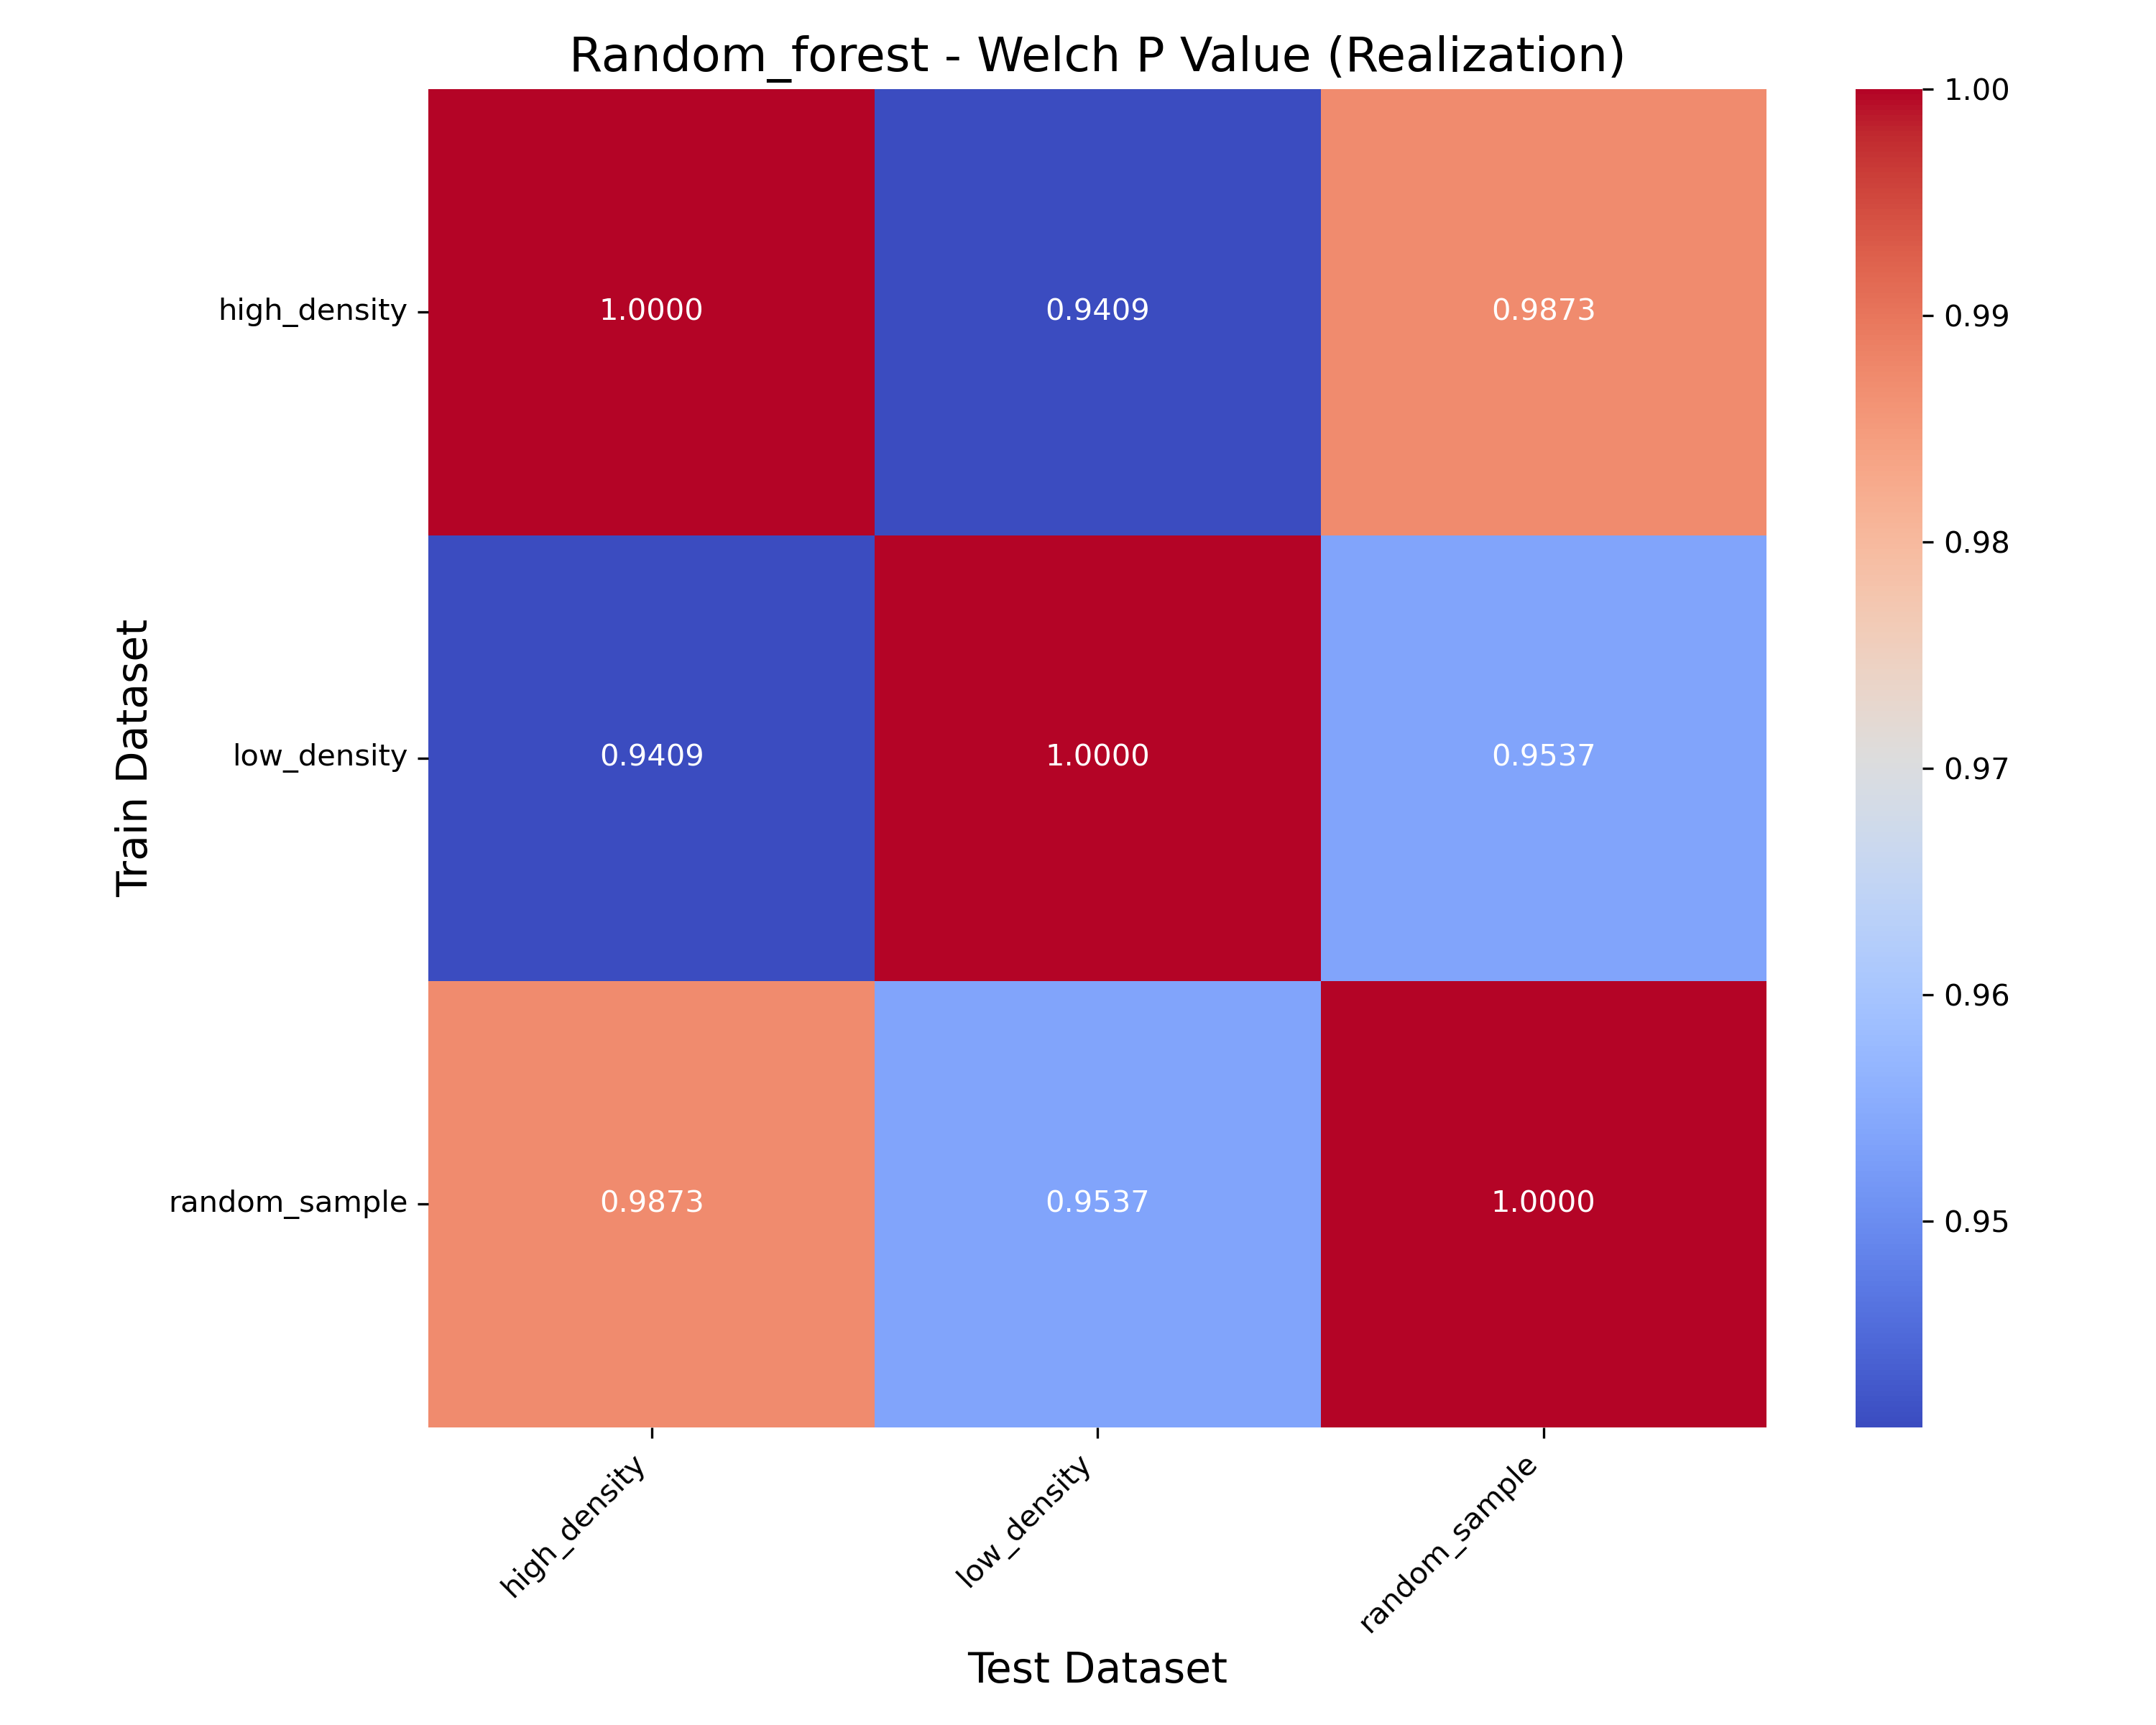 Random_forest - Welch P Value (Realization)
Train Dataset
high_density
1.0000
0.9409
0.9873
low_density
0.9409
1.0000
0.9537
random_sample
0.9873
0.9537
1.0000
high_density
low_density
random_sample
Test Dataset
1.00
0.99
0.98
0.97
0.96
0.95